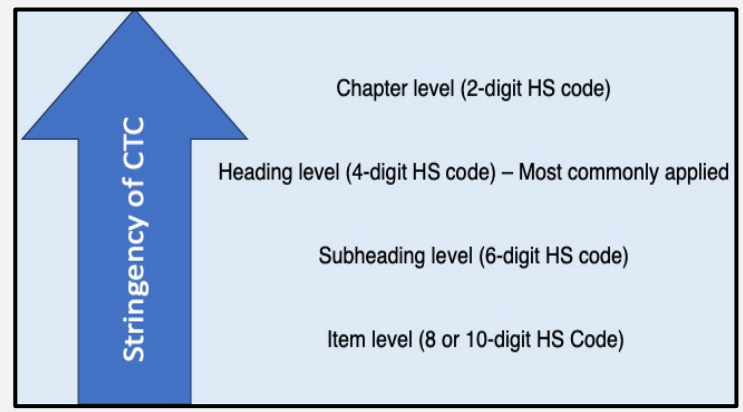 Stringency of CTC
Chapter level (2-digit HS code)
Heading level (4-digit HS code) – Most commonly applied
Subheading level (6-digit HS code)
Item level (8 or 10-digit HS Code)